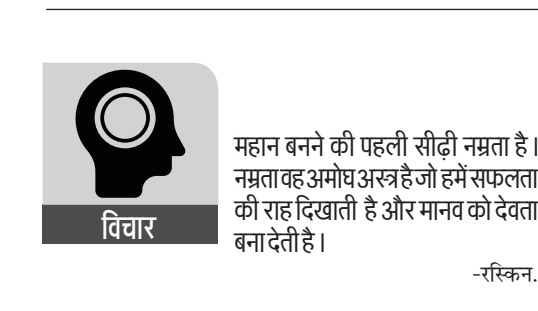 विचार
महान बनने की पहली सीढ़ी नम्रता है।
नम्रता वह अमोघ अस्त्र है जो हमें सफलता
की राह दिखाती है और मानव को देवता
बना देती है।
-रस्किन.